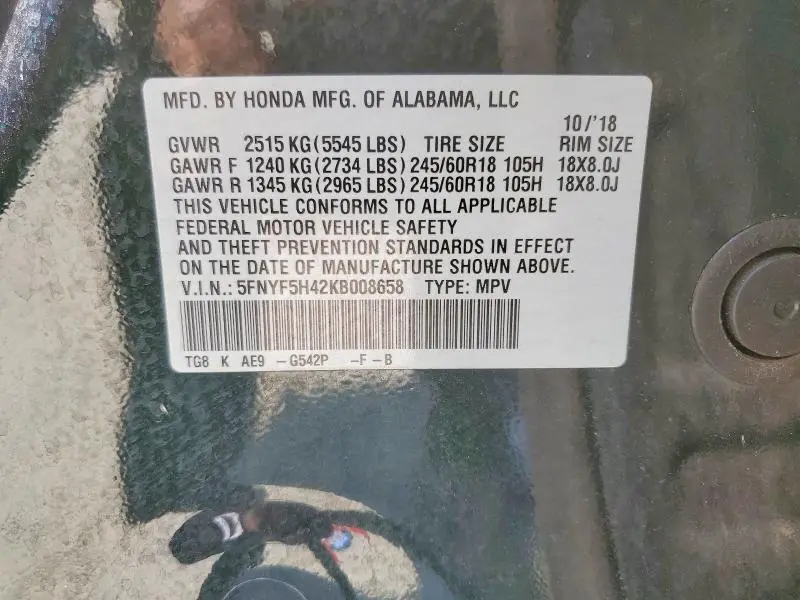 MFD. BY HONDA MFG. OF ALABAMA, LLC
10/'18
GVWR 2515 KG (5545 LBS) TIRE SIZE RIM SIZE
GAWR F 1240 KG (2734 LBS) 245/60R18 105H 18X8.0J
GAWR R 1345 KG (2965 LBS) 245/60R18 105H 18X8.0J
THIS VEHICLE CONFORMS TO ALL APPLICABLE
FEDERAL MOTOR VEHICLE SAFETY
AND THEFT PREVENTION STANDARDS IN EFFECT
ON THE DATE OF MANUFACTURE SHOWN ABOVE.
V.I.N.: 5FNYF5H42KB008658 TYPE: MPV
TG8 K AE9 -G542P -F-B